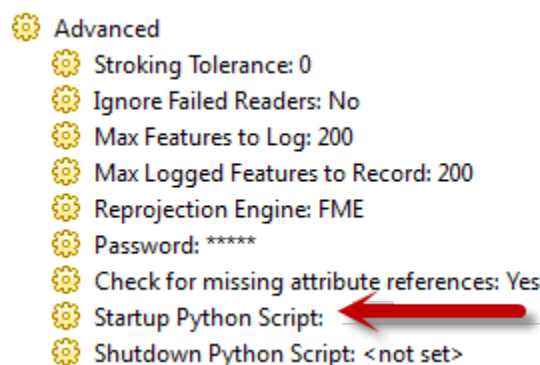 Advanced
Stroking Tolerance: 0
Ignore Failed Readers: No
Max Features to Log: 200
Max Logged Features to Record: 200
Reprojection Engine: FME
Password: *****
Check for missing attribute references: Yes
Startup Python Script:
Shutdown Python Script: <not set>